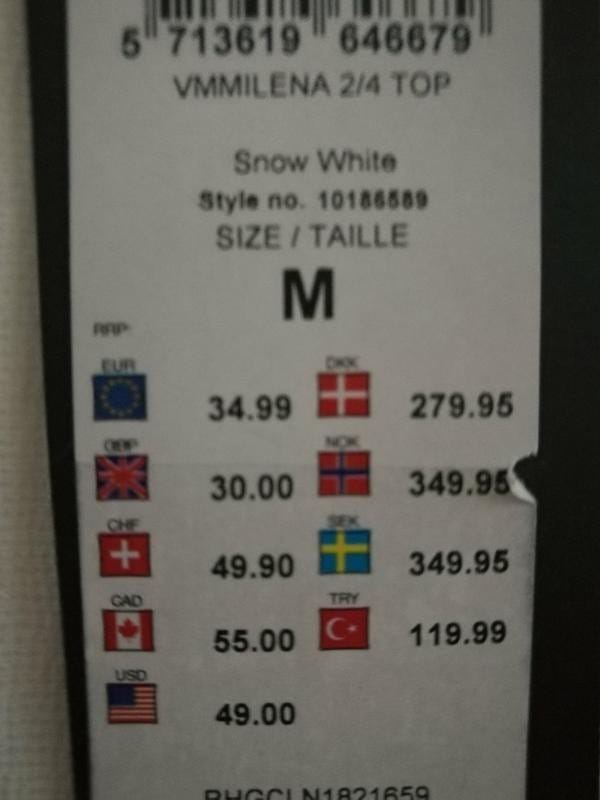 5 713619 646679
VMMILENA 2/4 TOP
Snow White
Style no. 10186589
SIZE / TAILLE
M
RRP:
EUR DKK
34.99 279.95
GBP NOK
30.00 349.95
CHF SEK
49.90 349.95
CAD TRY
55.00 119.99
USD
49.00
RHGCLN1821659